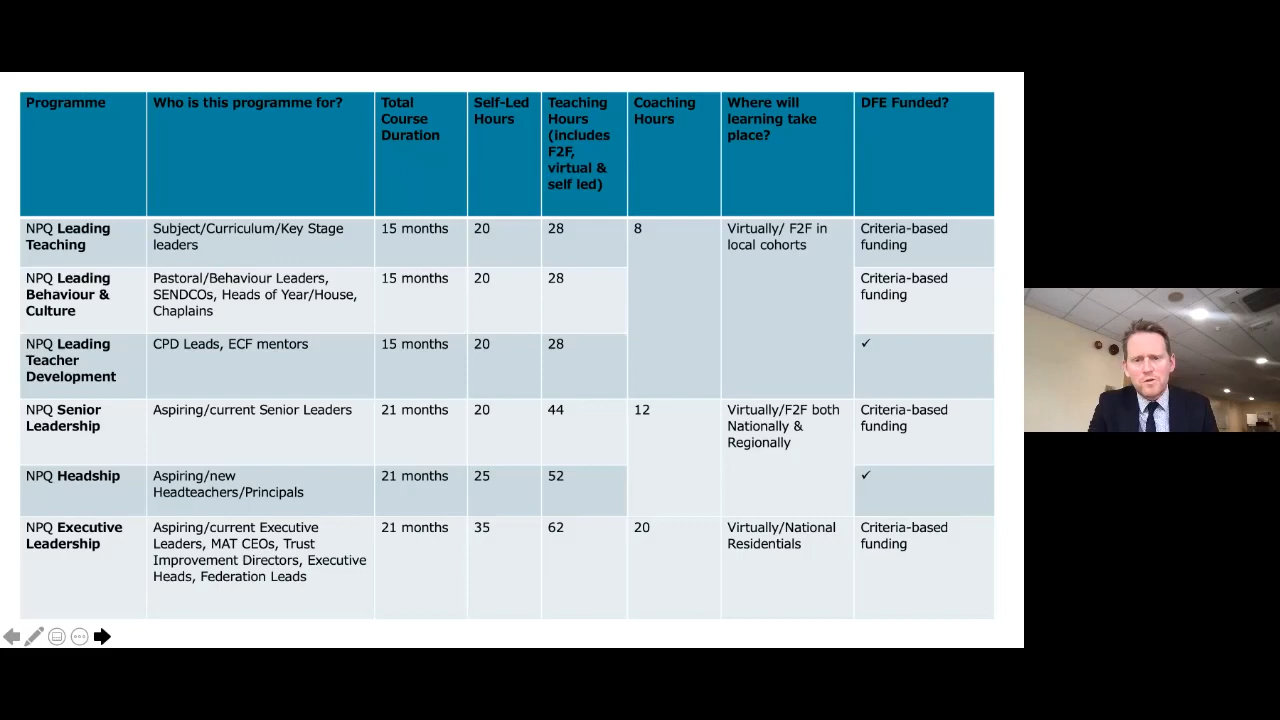 Programme
Who is this programme for?
Total
Course
Duration
Self-Led
Hours
Teaching
Hours
(includes
F2F,
virtual &
self led)
Coaching
Hours
Where will
learning take
place?
DFE Funded?
NPQ Leading
Teaching
Subject/Curriculum/Key Stage
leaders
15 months
20
28
8
Virtually/ F2F in
local cohorts
Criteria-based
funding
NPQ Leading
Behaviour &
Culture
Pastoral/Behaviour Leaders,
SENDCOs, Heads of Year/House,
Chaplains
15 months
20
28
Criteria-based
funding
NPQ Leading
Teacher
Development
CPD Leads, ECF mentors
15 months
20
28
✓
NPQ Senior
Leadership
Aspiring/current Senior Leaders
21 months
20
44
12
Virtually/F2F both
Nationally &
Regionally
Criteria-based
funding
NPQ Headship
Aspiring/new
Headteachers/Principals
21 months
25
52
✓
NPQ Executive
Leadership
Aspiring/current Executive
Leaders, MAT CEOs, Trust
Improvement Directors, Executive
Heads, Federation Leads
21 months
35
62
20
Virtually/National
Residentials
Criteria-based
funding